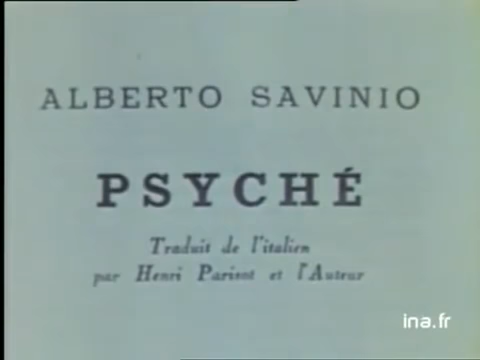 ALBERTO SAVINIO
PSYCHÉ
Traduit de l'italien
par Henri Parisot et l'Auteur
ina.fr